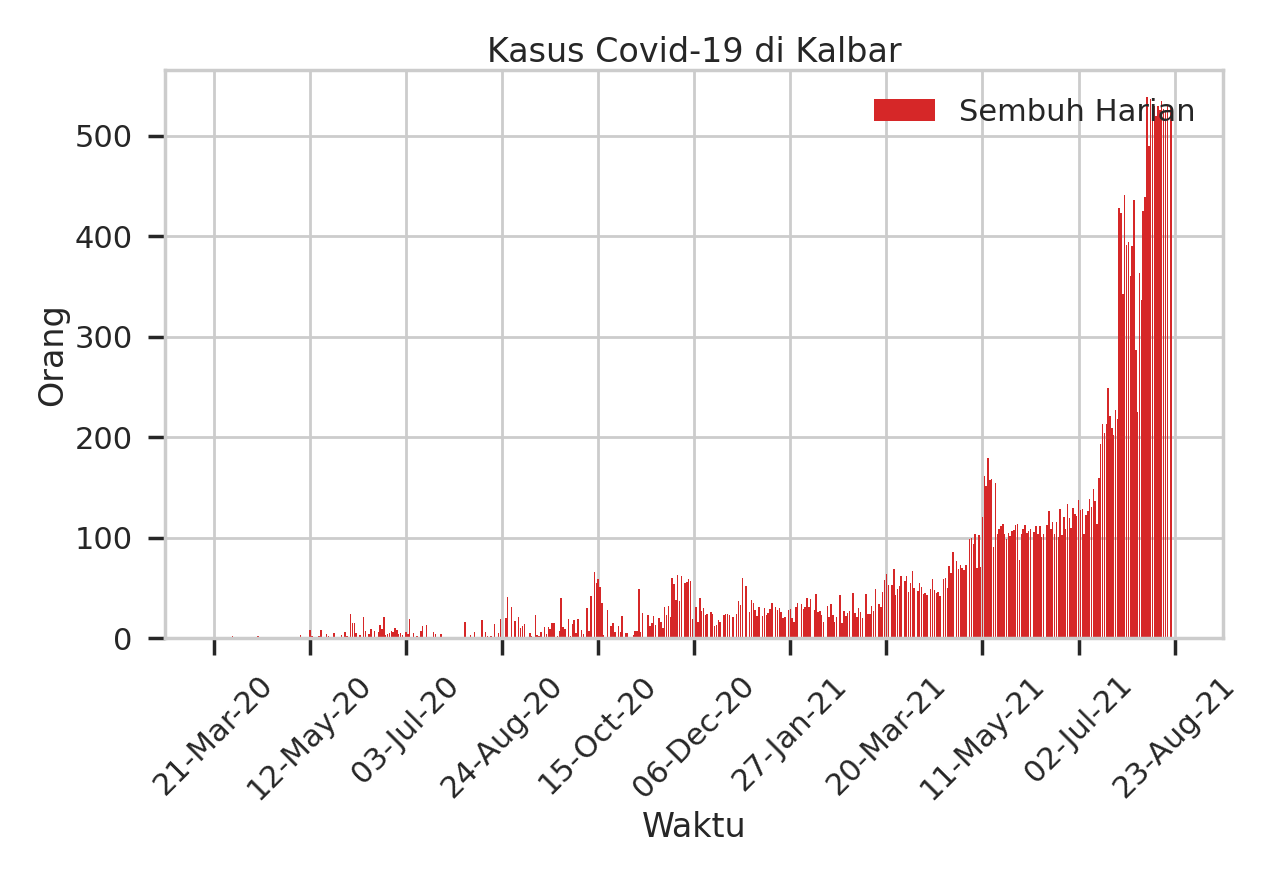 Kasus Covid-19 di Kalbar
Sembuh Harian
500
400
300
200
100
0
Orang
21-Mar-20
12-May-20
03-Jul-20
24-Aug-20
15-Oct-20
06-Dec-20
27-Jan-21
20-Mar-21
11-May-21
02-Jul-21
23-Aug-21
Waktu